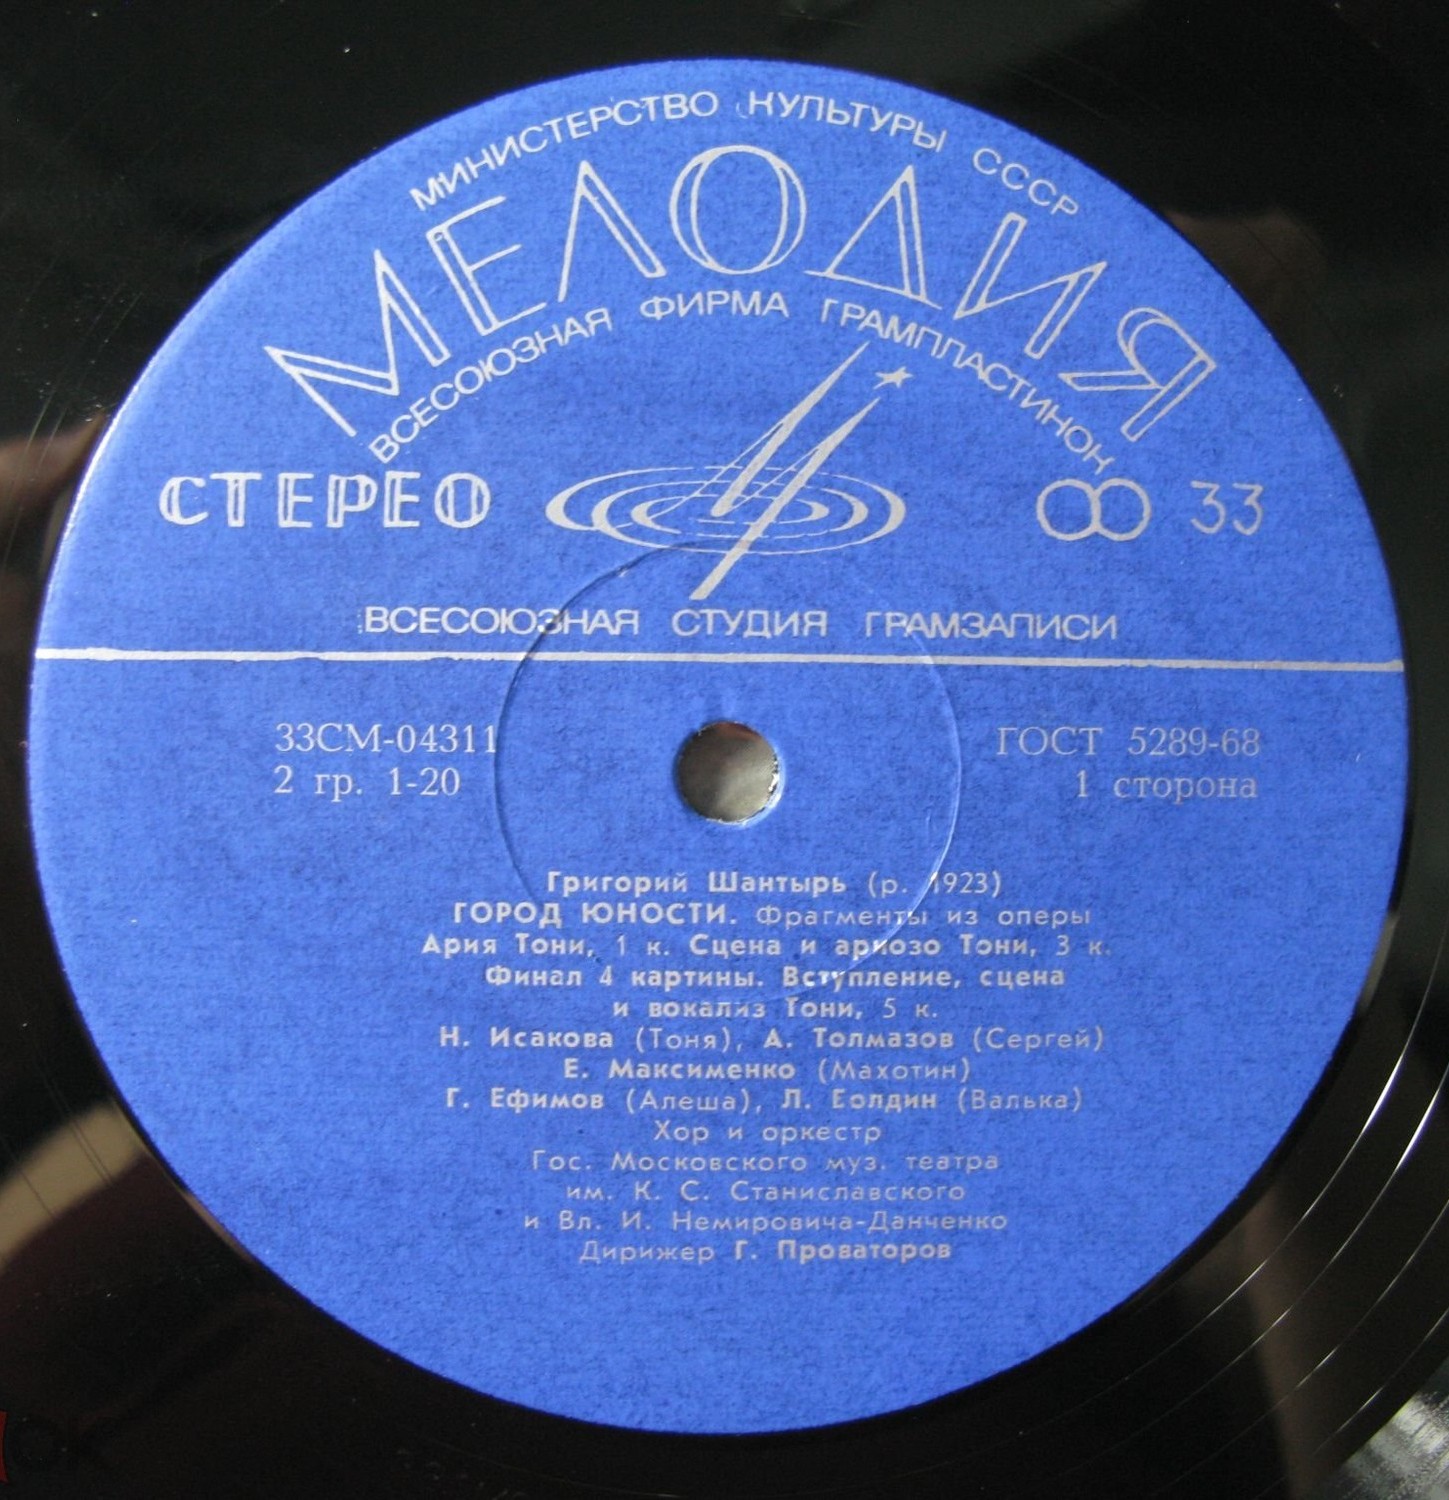 МИНИСТЕРСТВО КУЛЬТУРЫ СССР
МЕЛОДИЯ
ВСЕСОЮЗНАЯ ФИРМА ГРАМПЛАСТИНОК
СТЕРЕО
33
ВСЕСОЮЗНАЯ СТУДИЯ ГРАМЗАПИСИ
33СМ-04311
ГОСТ 5289-68
2 гр. 1-20
1 сторона
Григорий Шантырь (р. 1923)
ГОРОД ЮНОСТИ. Фрагменты из оперы
Ария Тони, 1 к. Сцена и ариозо Тони, 3 к.
Финал 4 картины. Вступление, сцена
и вокализ Тони, 5 к.
Н. Исакова (Тоня), А. Толмазов (Сергей)
Е. Максименко (Махотин)
Г. Ефимов (Алеша), Л. Еолдин (Валька)
Хор и оркестр
Гос. Московского муз. театра
им. К. С. Станиславского
и Вл. И. Немировича-Данченко
Дирижер Г. Проваторов